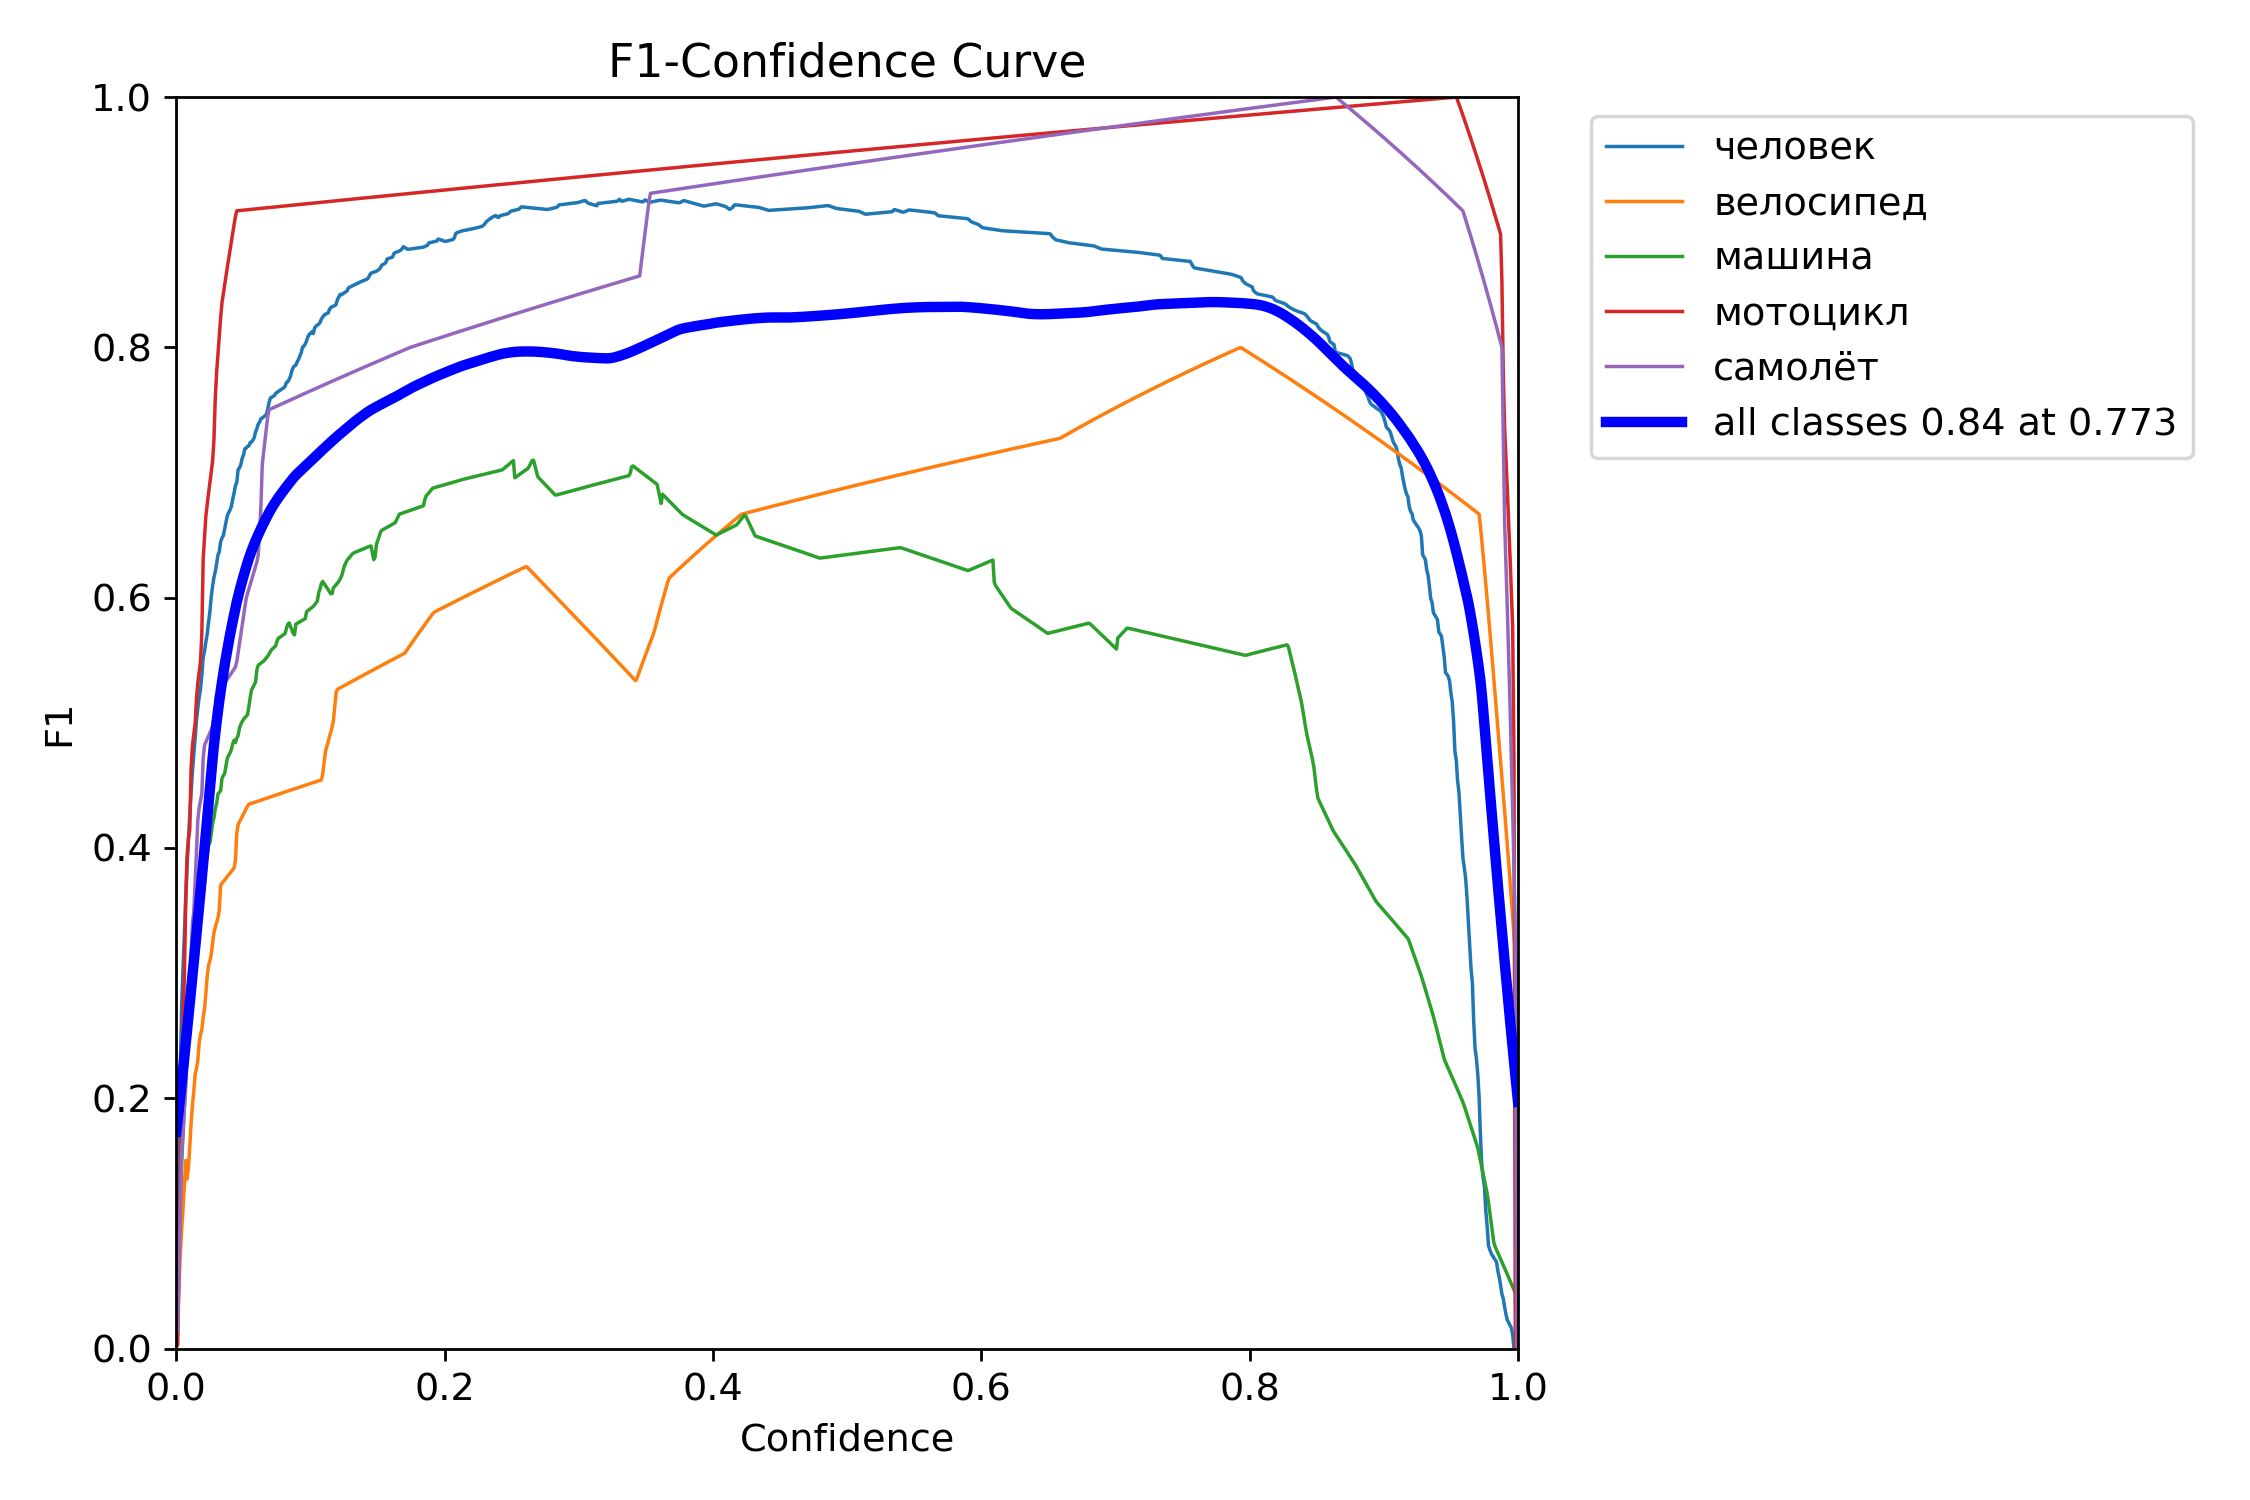 F1-Confidence Curve
1.0
0.8
0.6
0.4
0.2
0.0
F1
0.0 0.2 0.4 0.6 0.8 1.0
Confidence
человек
велосипед
машина
мотоцикл
самолёт
all classes 0.84 at 0.773